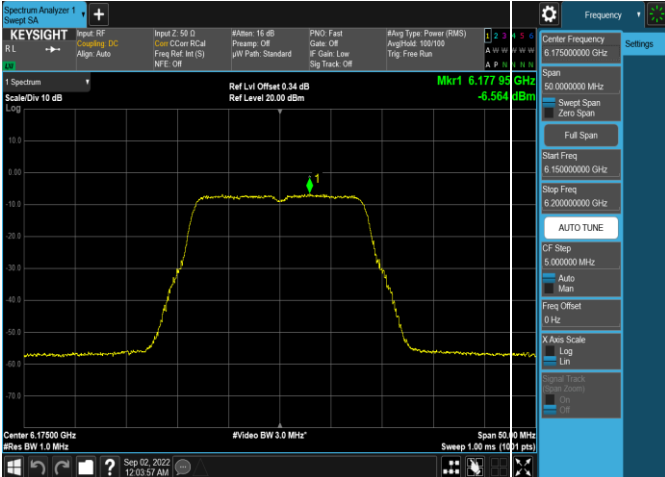 Spectrum Analyzer 1
Swept SA
+
KEYSIGHT
RL
Input: RF
Coupling: DC
Align: Auto
Input Z: 50 Ω
Corr CCorr RCal
Freq Ref: Int (S)
NFE: Off
#Atten: 16 dB
Preamp: Off
µW Path: Standard
PNO: Fast
Gate: Off
IF Gain: Low
Sig Track: Off
#Avg Type: Power (RMS)
Avg|Hold: 100/100
Trig: Free Run
1 2 3 4 5 6
A W W W W W
A P N N N N
1 Spectrum
Scale/Div 10 dB
Log
Ref Lvl Offset 0.34 dB
Ref Level 20.00 dBm
Mkr1 6.177 95 GHz
-6.564 dBm
10.0
0.00
-10.0
-20.0
-30.0
-40.0
-50.0
-60.0
-70.0
1
Center 6.17500 GHz
#Res BW 1.0 MHz
#Video BW 3.0 MHz*
Span 50.00 MHz
Sweep 1.00 ms (1001 pts)
Sep 02, 2022
12:03:57 AM
?
Frequency
Settings
Center Frequency
6.175000000 GHz
Span
50.0000000 MHz
Swept Span
Zero Span
Full Span
Start Freq
6.150000000 GHz
Stop Freq
6.200000000 GHz
AUTO TUNE
CF Step
5.000000 MHz
Auto
Man
Freq Offset
0 Hz
X Axis Scale
Log
Lin
Signal Track
(Span Zoom)
On
Off